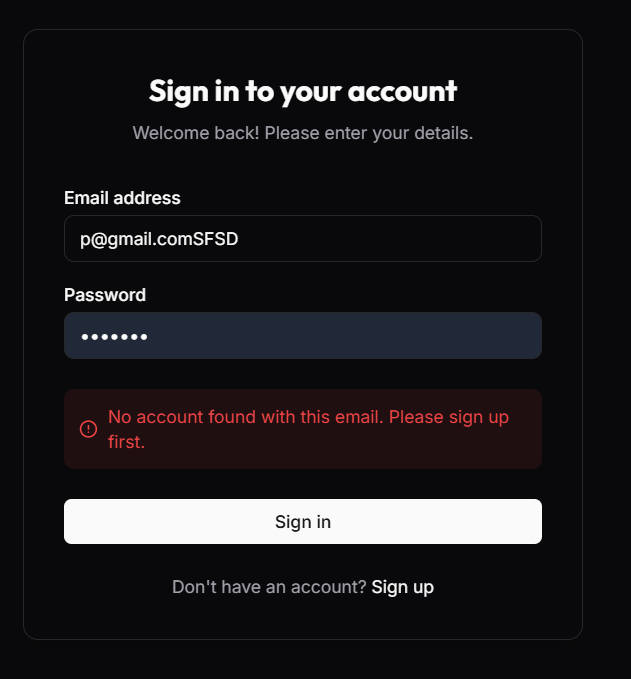 Sign in to your account
Welcome back! Please enter your details.
Email address
p@gmail.comSFSD
Password
•••••••
No account found with this email. Please sign up
first.
Sign in
Don't have an account? Sign up